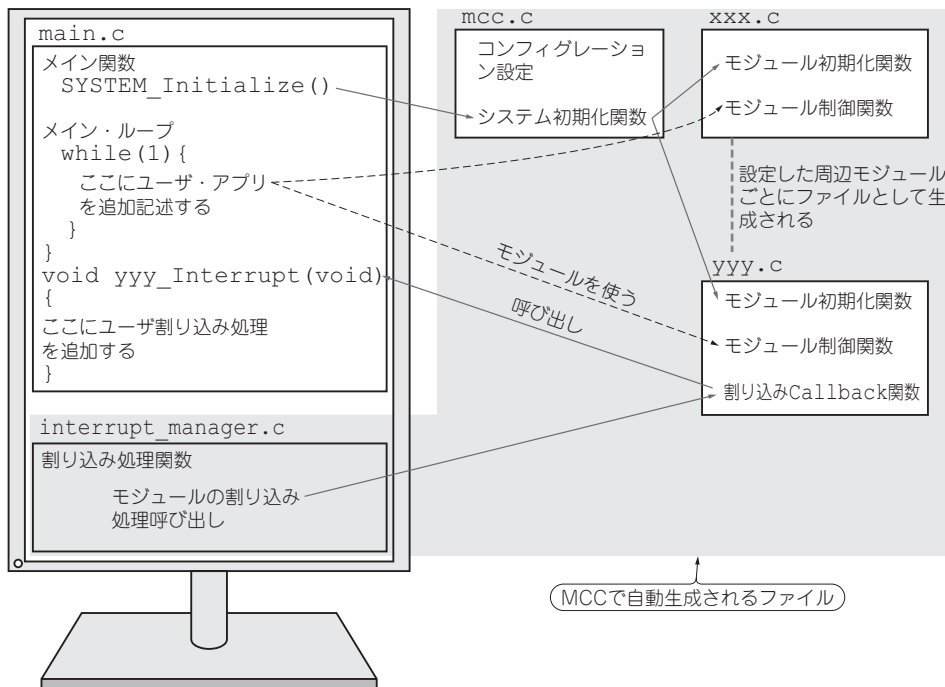 main.c
メイン関数
SYSTEM_Initialize()
メイン・ループ
while(1){
ここにユーザ・アプリ
を追加記述する
}
}
void yyy_Interrupt(void)
{
ここにユーザ割り込み処理
を追加する
}
interrupt_manager.c
割り込み処理関数
モジュールの割り込み
処理呼び出し
mcc.c
コンフィグレーショ
ン設定
システム初期化関数
xxx.c
モジュール初期化関数
モジュール制御関数
設定した周辺モジュール
ごとにファイルとして生
成される
モジュールを使う
呼び出し
yyy.c
モジュール初期化関数
モジュール制御関数
割り込みCallback関数
MCCで自動生成されるファイル